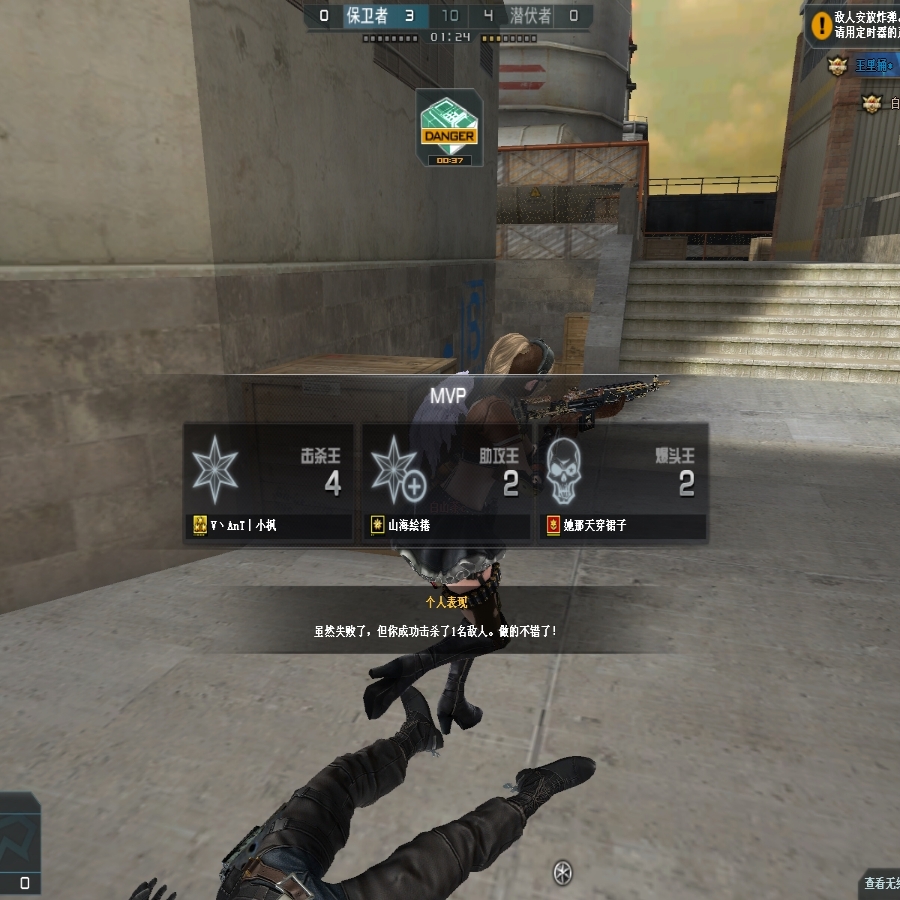 0 保卫者 3 10 4 潜伏者 0
01:24
敌人安放炸弹
请用定时器的
王里桶
DANGER
00:37
MVP
击杀王
4
助攻王
2
爆头王
2
V丶AnT丨小枫
山海绘捲
她那天穿裙子
个人表现
虽然失败了，但你成功击杀了1名敌人。做的不错了！
0
查看无